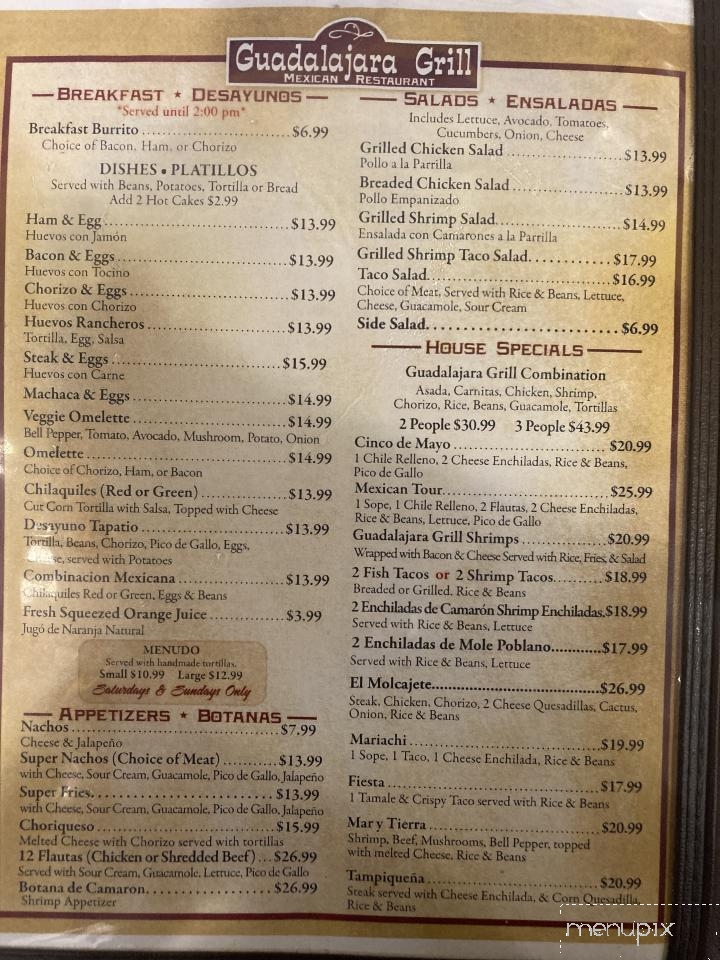 Guadalajara Grill
Mexican Restaurant
Breakfast ★ Desayunos
*Served until 2:00 pm*
Breakfast Burrito ........................ $6.99
Choice of Bacon, Ham, or Chorizo
DISHES • PLATILLOS
Served with Beans, Potatoes, Tortilla or Bread
Add 2 Hot Cakes $2.99
Ham & Egg ........................ $13.99
Huevos con Jamón
Bacon & Eggs ........................ $13.99
Huevos con Tocino
Chorizo & Eggs ........................ $13.99
Huevos con Chorizo
Huevos Rancheros ........................ $13.99
Tortilla, Egg, Salsa
Steak & Eggs ........................ $15.99
Huevos con Carne
Machaca & Eggs ........................ $14.99
Veggie Omelette ........................ $14.99
Bell Pepper, Tomato, Avocado, Mushroom, Potato, Onion
Omelette ........................ $14.99
Choice of Chorizo, Ham, or Bacon
Chilaquiles (Red or Green) ................ $13.99
Cut Corn Tortilla with Salsa, Topped with Cheese
Desayuno Tapatio ........................ $13.99
Tortilla, Beans, Chorizo, Pico de Gallo, Eggs,
Cheese, served with Potatoes
Combinacion Mexicana .................. $13.99
Chilaquiles Red or Green, Eggs & Beans
Fresh Squeezed Orange Juice ............ $3.99
Jugó de Naranja Natural
MENUDO
Served with handmade tortillas.
Small $10.99 Large $12.99
Saturdays & Sundays Only
Appetizers ★ Botanas
Nachos ........................ $7.99
Cheese & Jalapeño
Super Nachos (Choice of Meat) .......... $13.99
with Cheese, Sour Cream, Guacamole, Pico de Gallo, Jalapeño
Super Fries........................ $13.99
with Cheese, Sour Cream, Guacamole, Pico de Gallo, Jalapeño
Choriqueso ........................ $15.99
Melted Cheese with Chorizo served with tortillas
12 Flautas (Chicken or Shredded Beef) ... $26.99
Served with Sour Cream, Guacamole, Lettuce, Pico de Gallo
Botana de Camaron.................. $26.99
Shrimp Appetizer
Salads ★ Ensaladas
Includes Lettuce, Avocado, Tomatoes,
Cucumbers, Onion, Cheese
Grilled Chicken Salad .................. $13.99
Pollo a la Parrilla
Breaded Chicken Salad .................. $13.99
Pollo Empanizado
Grilled Shrimp Salad.................. $14.99
Ensalada con Camarones a la Parrilla
Grilled Shrimp Taco Salad.......... $17.99
Taco Salad........................ $16.99
Choice of Meat, Served with Rice & Beans, Lettuce,
Cheese, Guacamole, Sour Cream
Side Salad........................ $6.99
House Specials
Guadalajara Grill Combination
Asada, Carnitas, Chicken, Shrimp,
Chorizo, Rice, Beans, Guacamole, Tortillas
2 People $30.99 3 People $43.99
Cinco de Mayo ........................ $20.99
1 Chile Relleno, 2 Cheese Enchiladas, Rice & Beans,
Pico de Gallo
Mexican Tour........................ $25.99
1 Sope, 1 Chile Relleno, 2 Flautas, 2 Cheese Enchiladas,
Rice & Beans, Lettuce, Pico de Gallo
Guadalajara Grill Shrimps ............... $20.99
Wrapped with Bacon & Cheese Served with Rice, Fries, & Salad
2 Fish Tacos or 2 Shrimp Tacos.......... $18.99
Breaded or Grilled. Rice & Beans
2 Enchiladas de Camarón Shrimp Enchiladas.$18.99
Served with Rice & Beans, Lettuce
2 Enchiladas de Mole Poblano............$17.99
Served with Rice & Beans, Lettuce
El Molcajete........................$26.99
Steak, Chicken, Chorizo, 2 Cheese Quesadillas, Cactus,
Onion, Rice & Beans
Mariachi ........................ $19.99
1 Sope, 1 Taco, 1 Cheese Enchilada, Rice & Beans
Fiesta ........................ $17.99
1 Tamale & Crispy Taco served with Rice & Beans
Mar y Tierra ........................ $20.99
Shrimp, Beef, Mushrooms, Bell Pepper, topped
with melted Cheese, Rice & Beans
Tampiqueña ........................ $20.99
Steak served with Cheese Enchilada, & Corn Quesadilla,
Rice & Beans
menupix